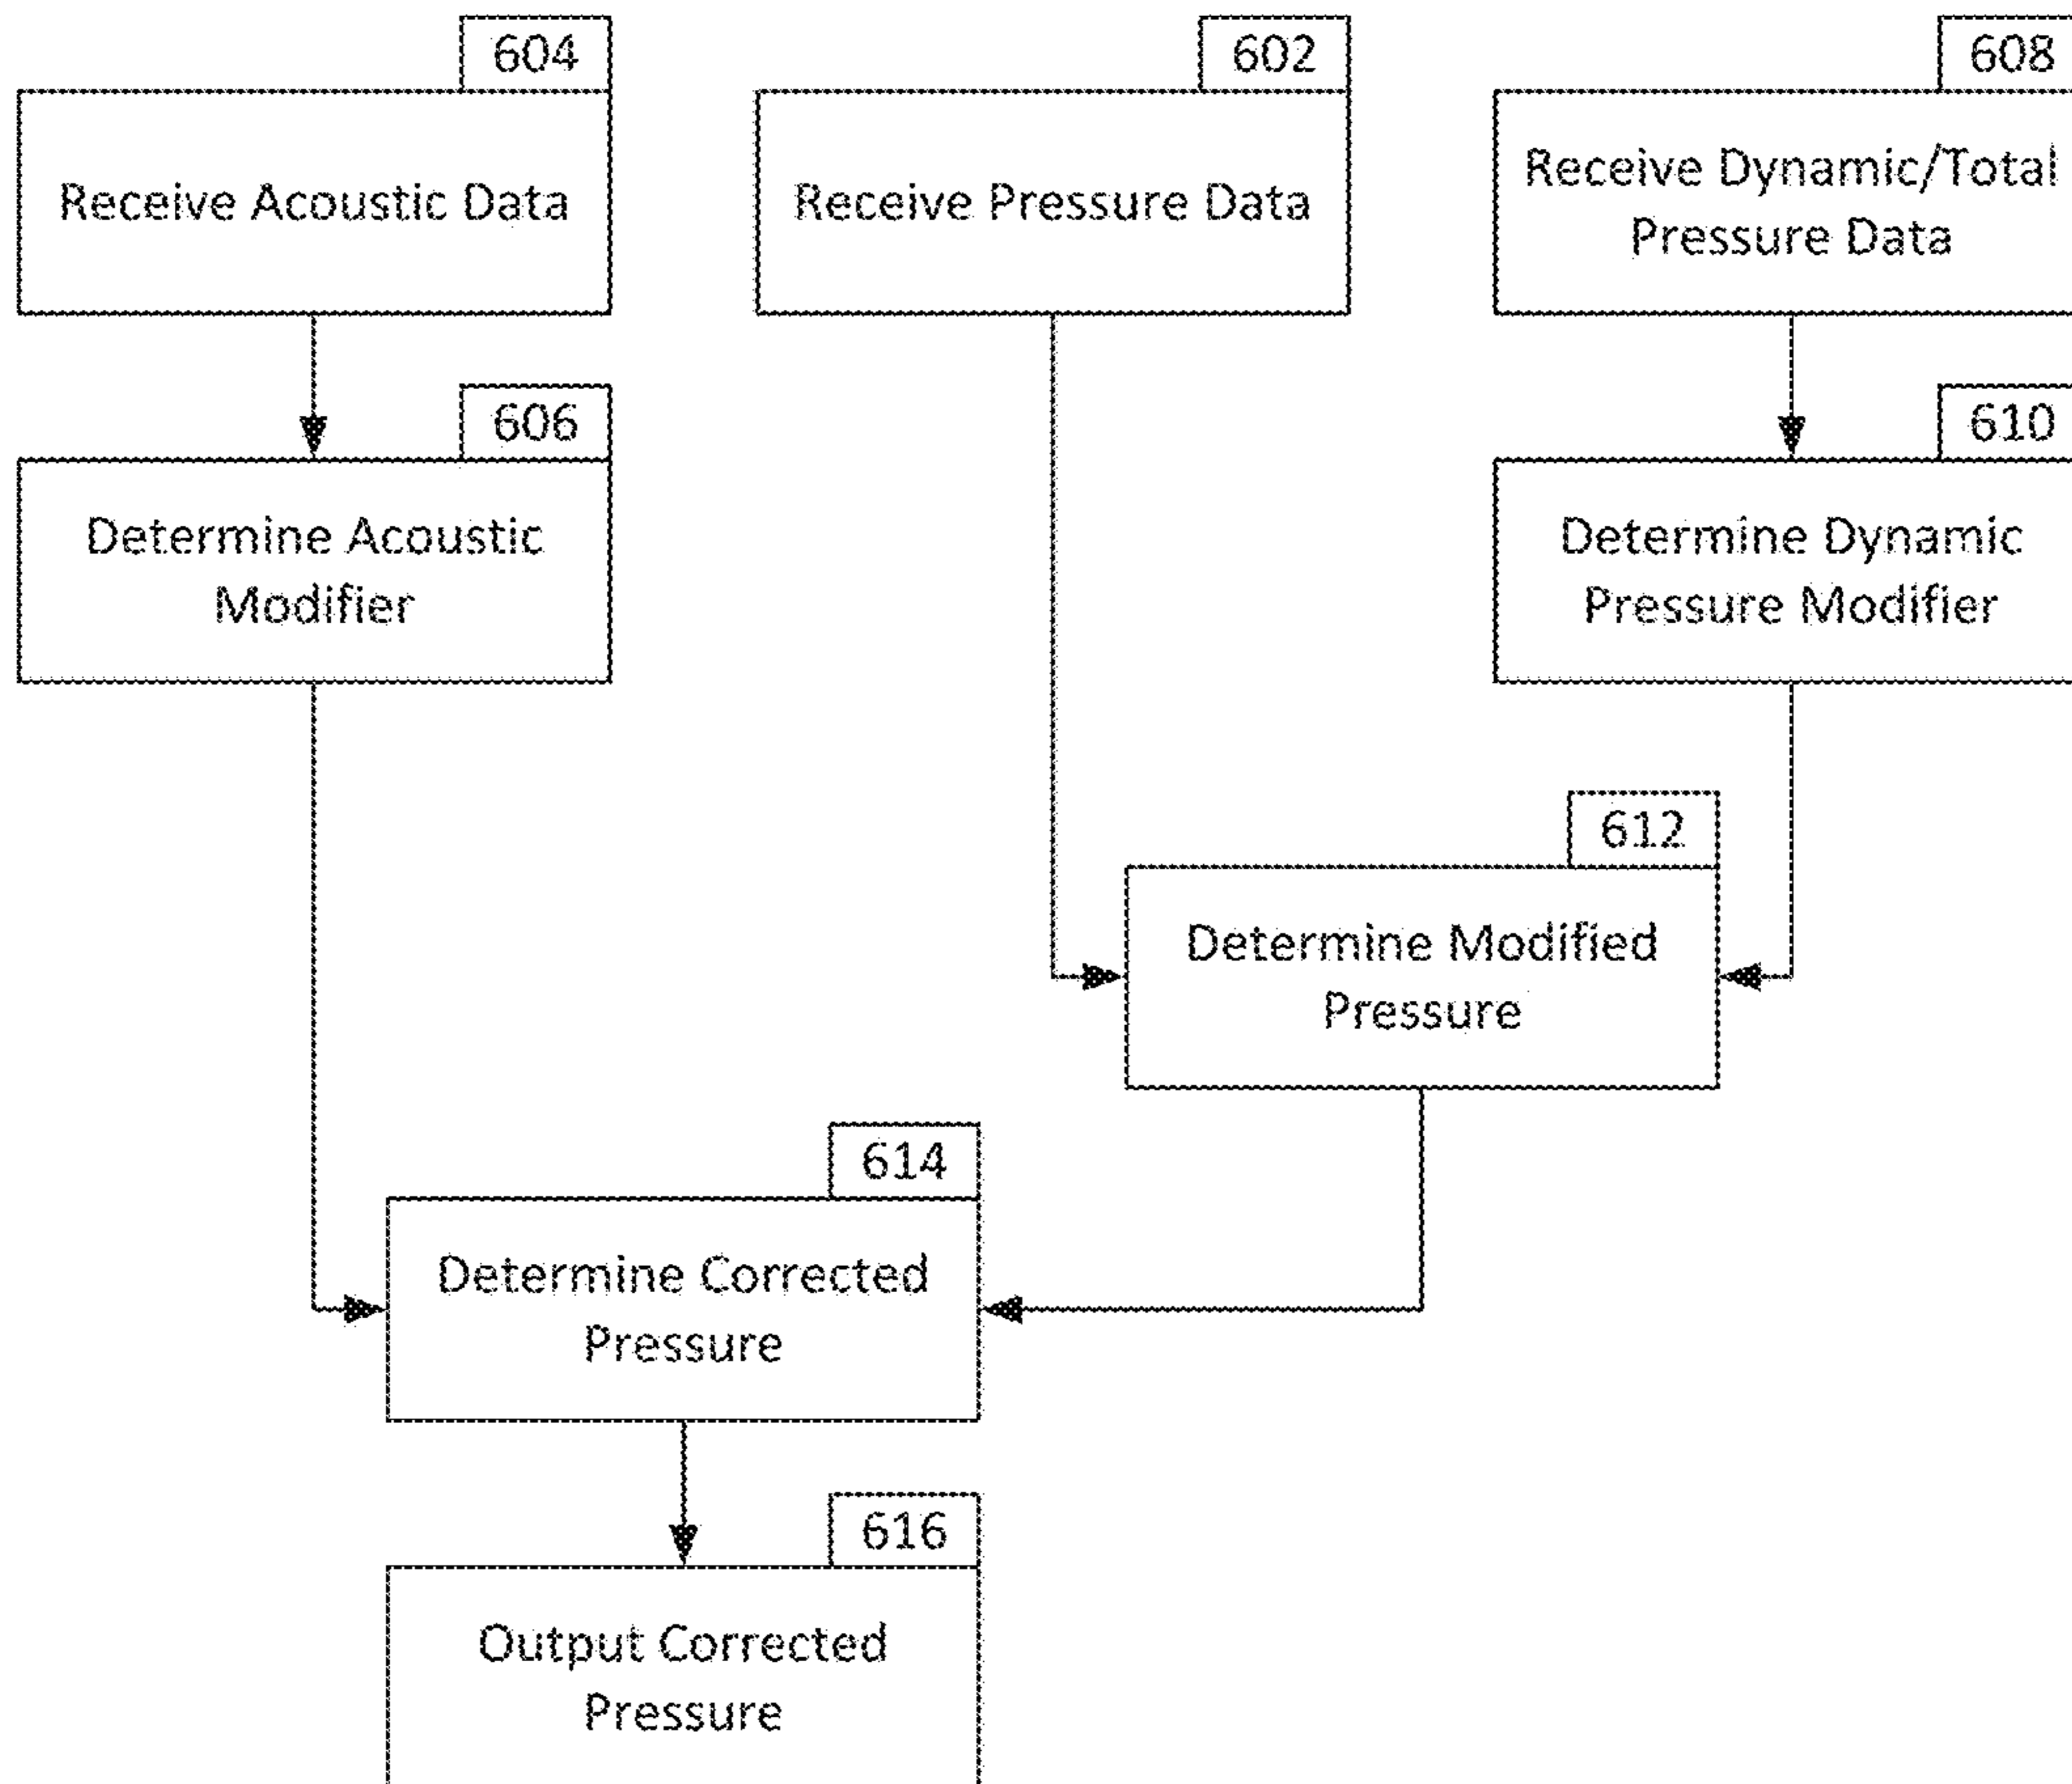 604
Receive Acoustic Data
602
Receive Pressure Data
608
Receive Dynamic/Total
Pressure Data
606
Determine Acoustic
Modifier
610
Determine Dynamic
Pressure Modifier
612
Determine Modified
Pressure
614
Determine Corrected
Pressure
616
Output Corrected
Pressure